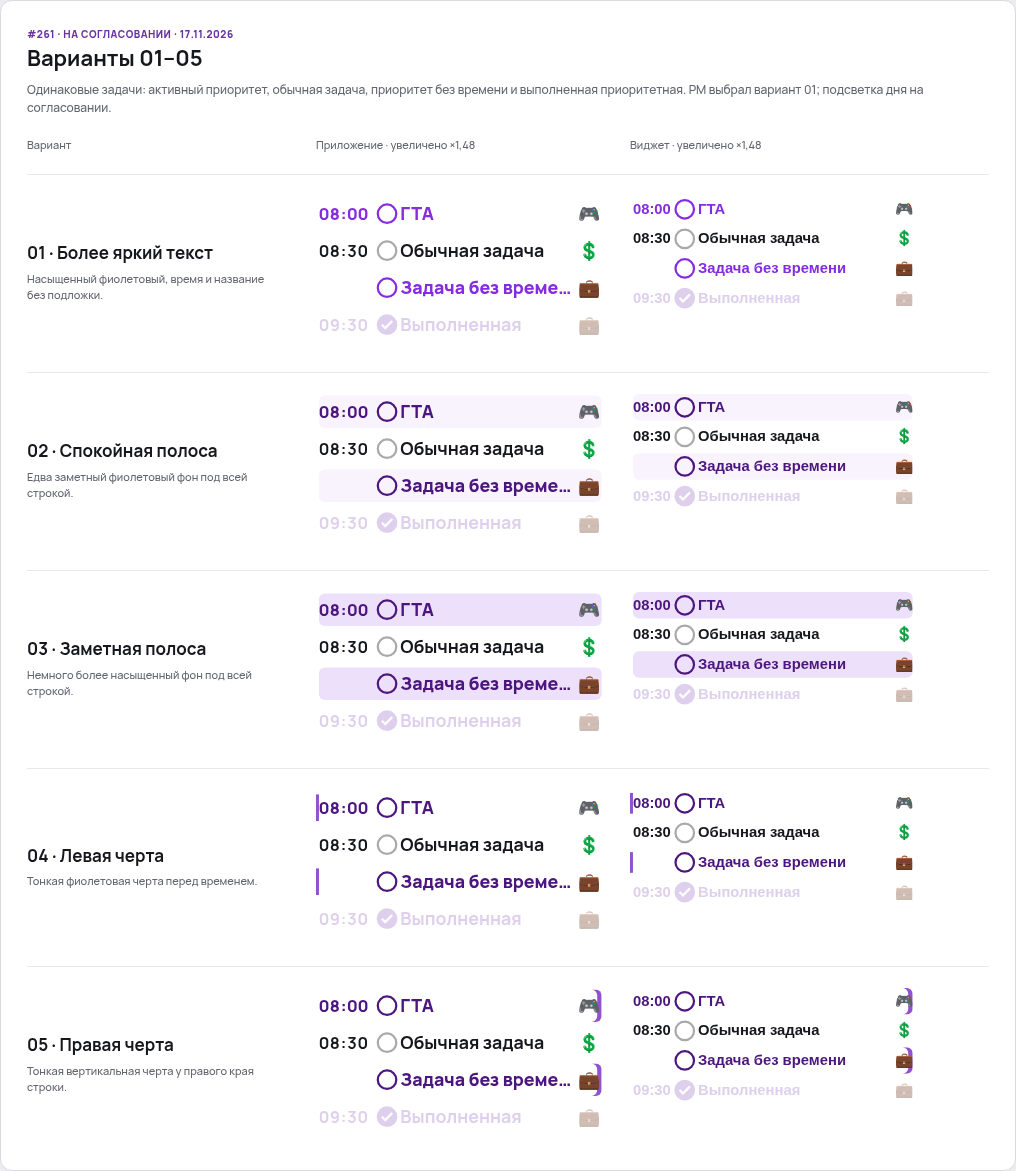 #261 · НА СОГЛАСОВАНИИ · 17.11.2026
Варианты 01–05
Одинаковые задачи: активный приоритет, обычная задача, приоритет без времени и выполненная приоритетная. PM выбрал вариант 01; подсветка дня на
согласовании.
Вариант
Приложение · увеличено ×1,48
Виджет · увеличено ×1,48
01 · Более яркий текст
Насыщенный фиолетовый, время и название
без подложки.
08:00 ГТА
08:30 Обычная задача
Задача без време…
09:30 Выполненная
08:00 ГТА
08:30 Обычная задача
Задача без времени
09:30 Выполненная
02 · Спокойная полоса
Едва заметный фиолетовый фон под всей
строкой.
08:00 ГТА
08:30 Обычная задача
Задача без време…
09:30 Выполненная
08:00 ГТА
08:30 Обычная задача
Задача без времени
09:30 Выполненная
03 · Заметная полоса
Немного более насыщенный фон под всей
строкой.
08:00 ГТА
08:30 Обычная задача
Задача без време…
09:30 Выполненная
08:00 ГТА
08:30 Обычная задача
Задача без времени
09:30 Выполненная
04 · Левая черта
Тонкая фиолетовая черта перед временем.
08:00 ГТА
08:30 Обычная задача
Задача без време…
09:30 Выполненная
08:00 ГТА
08:30 Обычная задача
Задача без времени
09:30 Выполненная
05 · Правая черта
Тонкая вертикальная черта у правого края
строки.
08:00 ГТА
08:30 Обычная задача
Задача без време…
09:30 Выполненная
08:00 ГТА
08:30 Обычная задача
Задача без времени
09:30 Выполненная